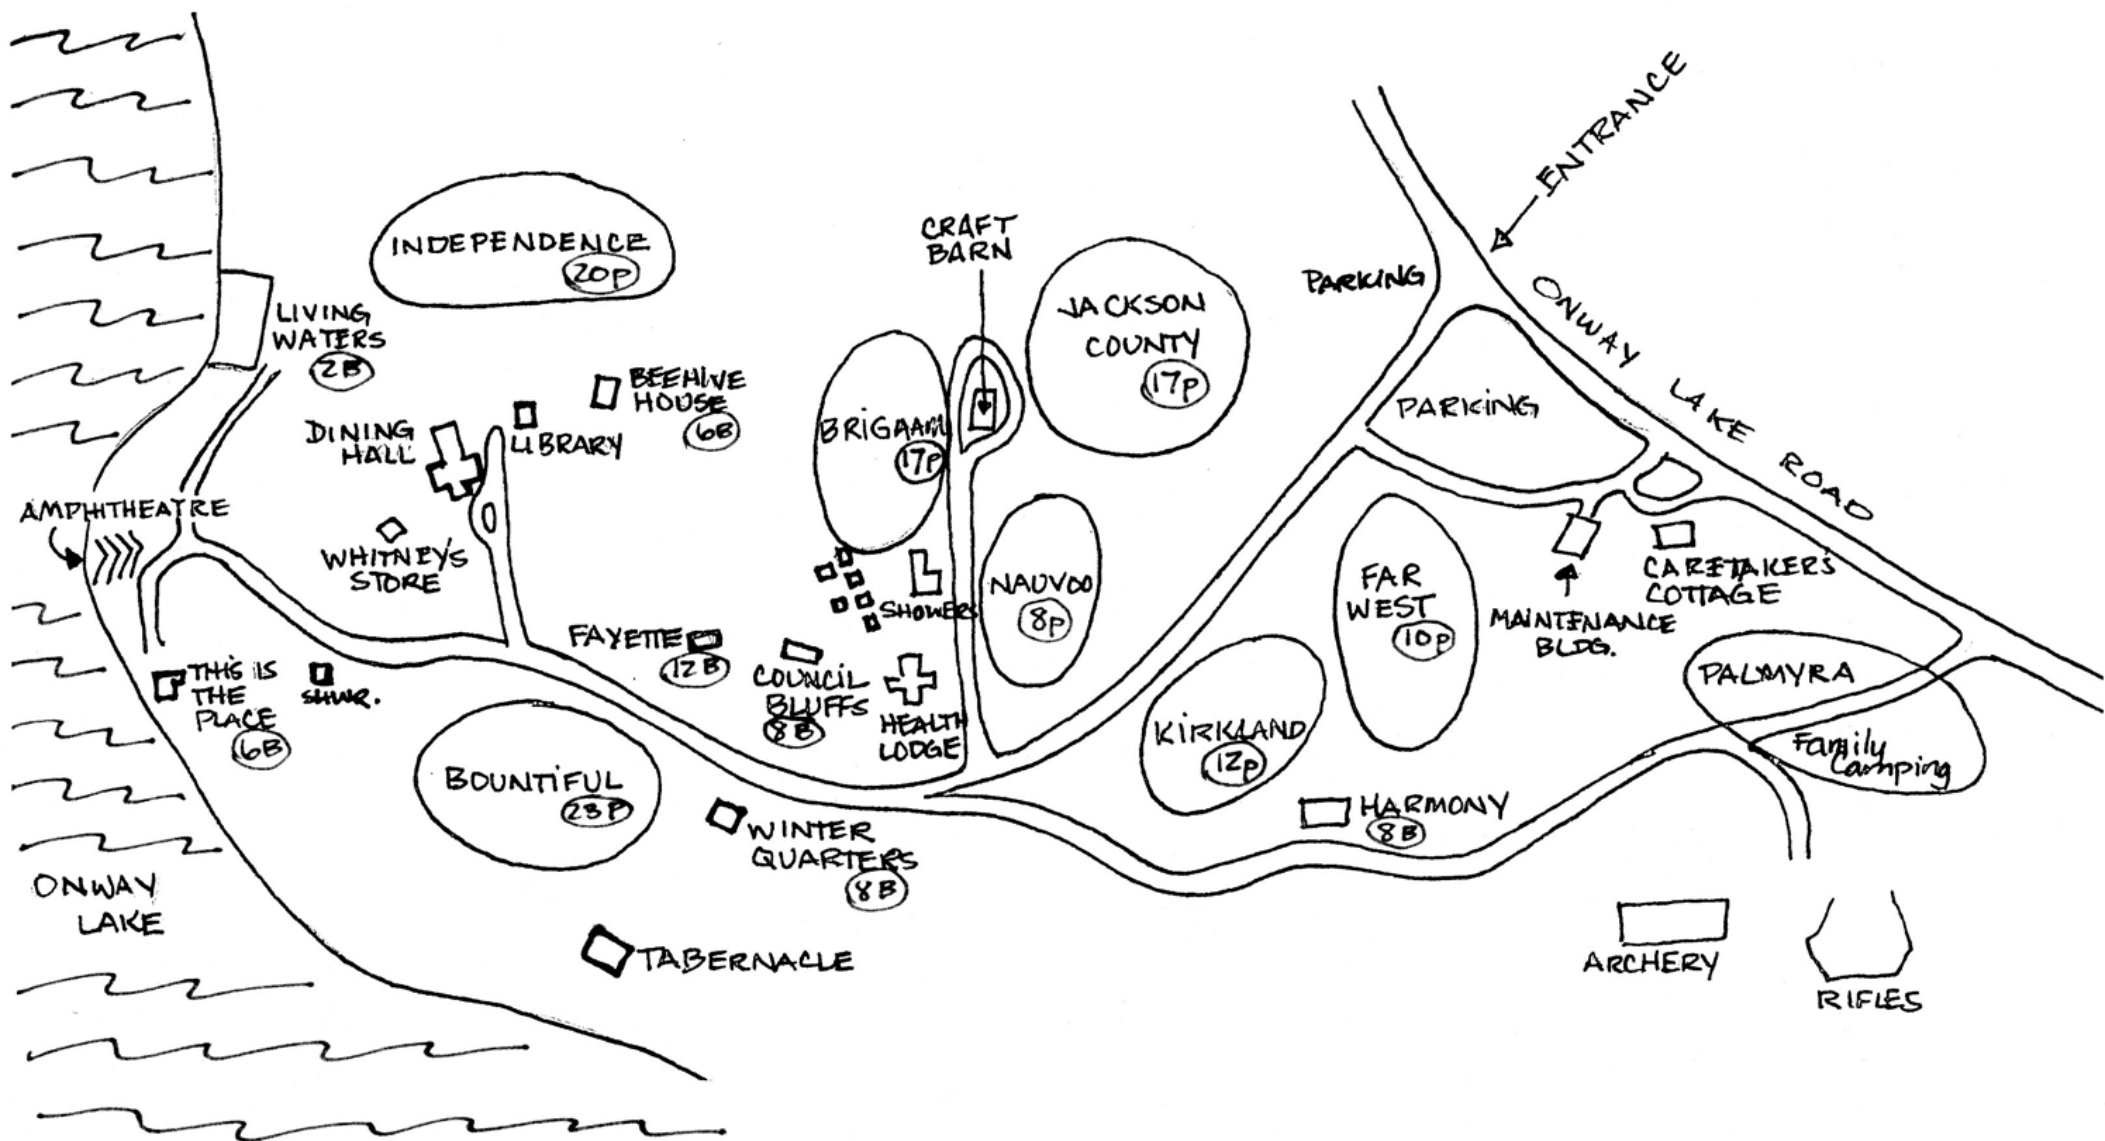 ENTRANCE
ONWAY LAKE ROAD
PARKING
PARKING
INDEPENDENCE
20P
CRAFT
BARN
JACKSON
COUNTY
17P
LIVING
WATERS
2B
BEEHIVE
HOUSE
6B
DINING
HALL
LIBRARY
BRIGAAM
17P
AMPHITHEATRE
WHITNEY'S
STORE
SHOWERS
NAUVOO
8P
FAR
WEST
10P
MAINTENANCE
BLDG.
CARETAKER'S
COTTAGE
FAYETTE
12B
COUNCIL
BLUFFS
8B
HEALTH
LODGE
THIS IS
THE
PLACE
6B
SHWR.
PALMYRA
Family
Camping
KIRKLAND
12P
BOUNTIFUL
23P
HARMONY
8B
WINTER
QUARTERS
8B
ONWAY
LAKE
TABERNACLE
ARCHERY
RIFLES